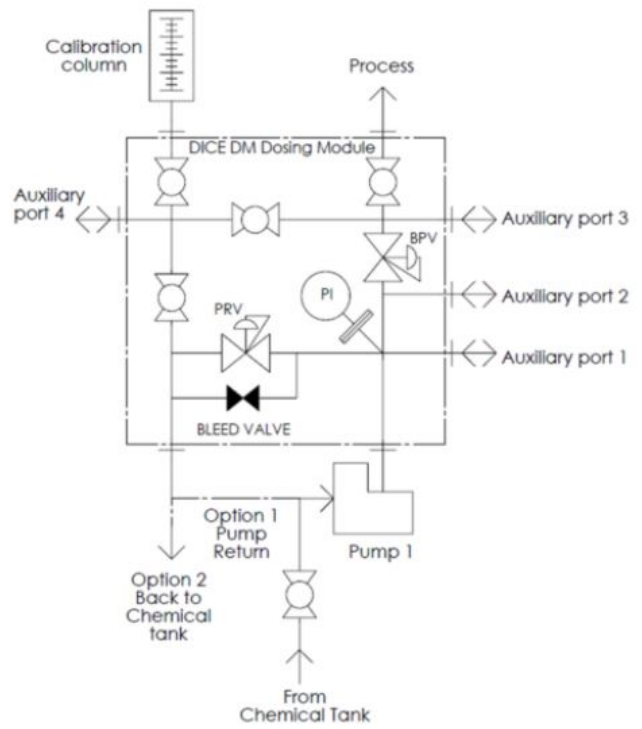 Calibration
column
Process
DICE DM Dosing Module
Auxiliary
port 4
Auxiliary port 3
BPV
Auxiliary port 2
PI
PRV
Auxiliary port 1
BLEED VALVE
Option 1
Pump
Return
Pump 1
Option 2
Back to
Chemical
tank
From
Chemical Tank